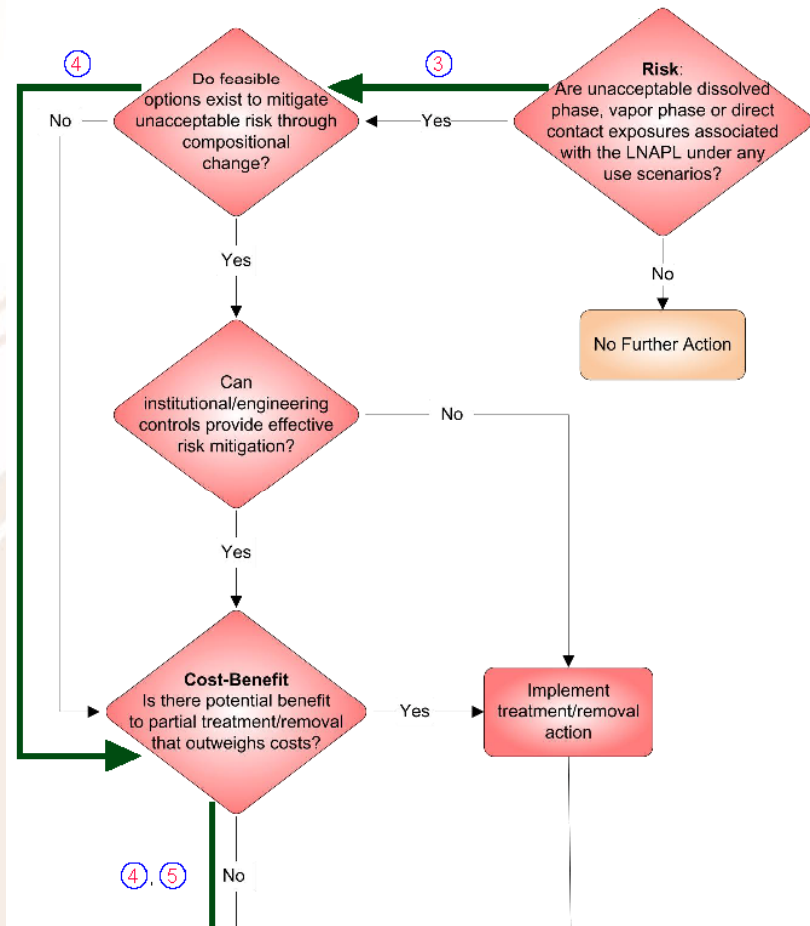 ④
③
Do feasible
options exist to mitigate
unacceptable risk through
compositional
change?
Risk:
Are unacceptable dissolved
phase, vapor phase or direct
contact exposures associated
with the LNAPL under any
use scenarios?
No
Yes
Yes
No
No Further Action
Can
institutional/engineering
controls provide effective
risk mitigation?
No
Yes
Cost-Benefit
Is there potential benefit
to partial treatment/removal
that outweighs costs?
Yes
Implement
treatment/removal
action
④, ⑤
No